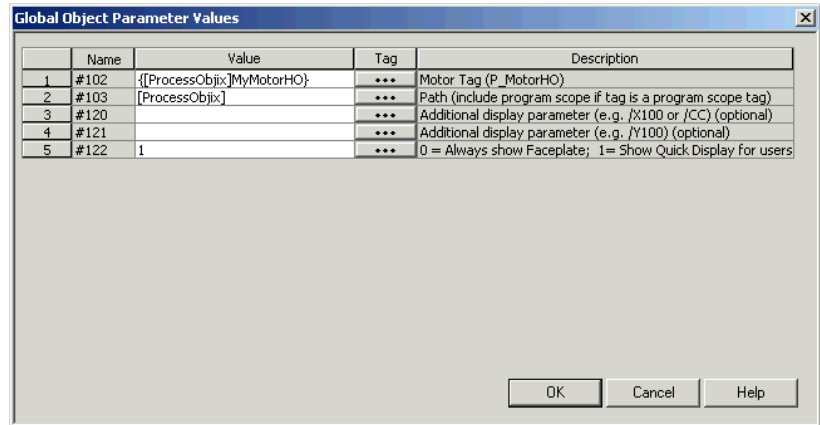 Global Object Parameter Values
Name Value Tag Description
1 #102 {[ProcessObjix]MyMotorHO} ••• Motor Tag (P_MotorHO)
2 #103 [ProcessObjix] ••• Path (include program scope if tag is a program scope tag)
3 #120 ••• Additional display parameter (e.g. /X100 or /CC) (optional)
4 #121 ••• Additional display parameter (e.g. /Y100) (optional)
5 #122 1 ••• 0 = Always show Faceplate; 1= Show Quick Display for users
OK Cancel Help